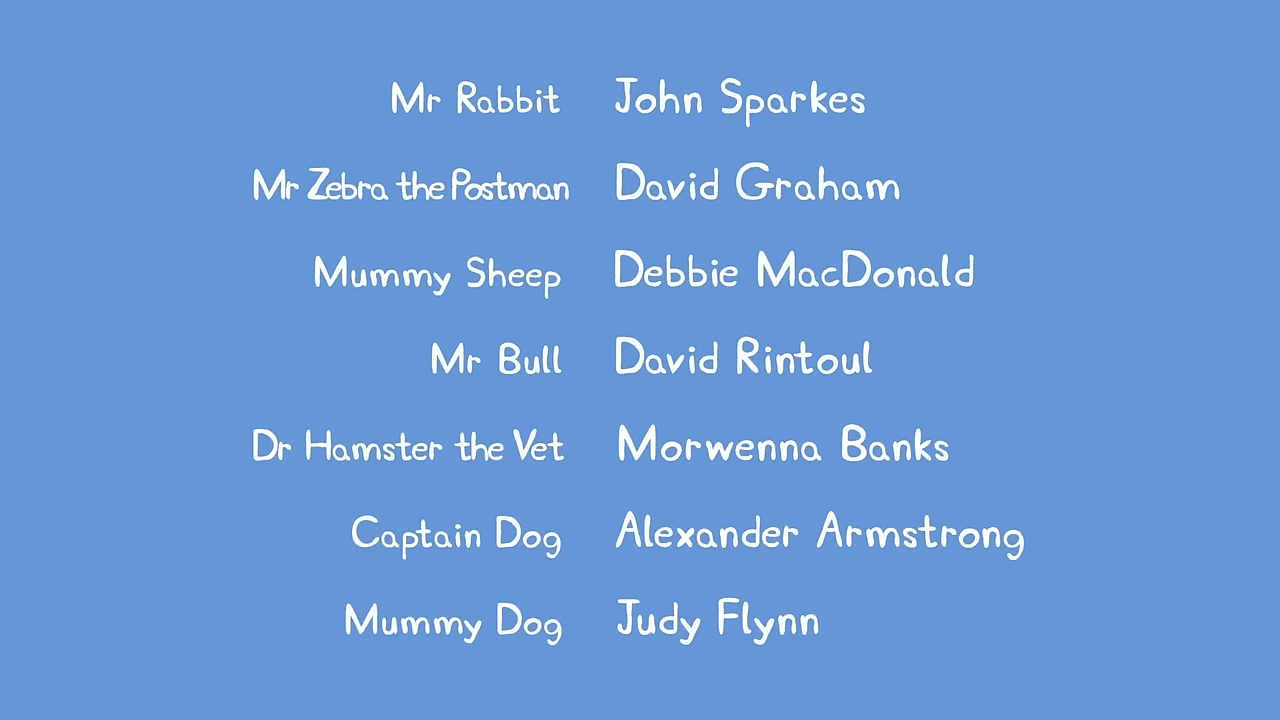 Mr Rabbit John Sparkes
Mr Zebra the Postman David Graham
Mummy Sheep Debbie MacDonald
Mr Bull David Rintoul
Dr Hamster the Vet Morwenna Banks
Captain Dog Alexander Armstrong
Mummy Dog Judy Flynn